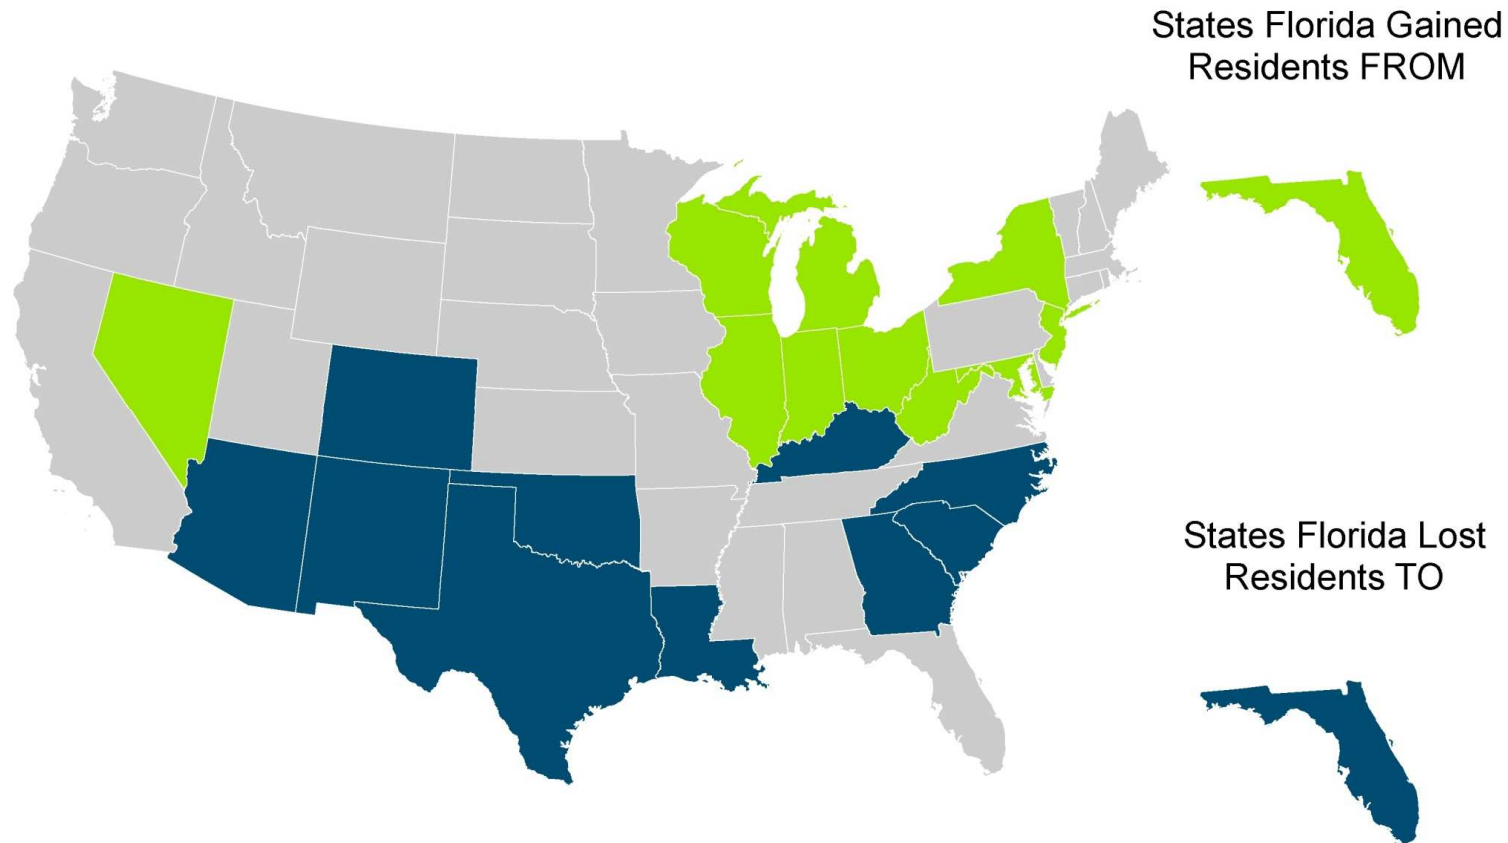 States Florida Gained
Residents FROM
States Florida Lost
Residents TO